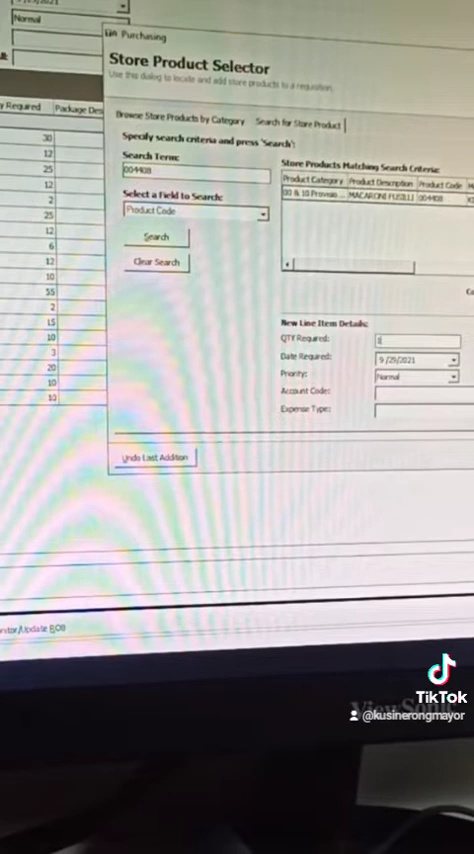 Normal
Purchasing
Store Product Selector
Use this dialog to locate and add store products to a requisition.
Required
Package Des
Browse Store Products by Category
Search for Store Product
Specify search criteria and press 'Search':
Search Term:
004408
Store Products Matching Search Criteria:
Product Category
Product Description
Product Code
MACARONI FUSILLI
004408
Select a Field to Search:
Product Code
Search
Clear Search
30
12
25
12
2
25
12
6
12
10
55
2
15
10
3
20
10
10
New Line Item Details:
QTY Required:
Date Required:
9/29/2021
Priority:
Normal
Account Code:
Expense Type:
Undo Last Addition
TikTok
ViewSonic
@kusinerongmayor